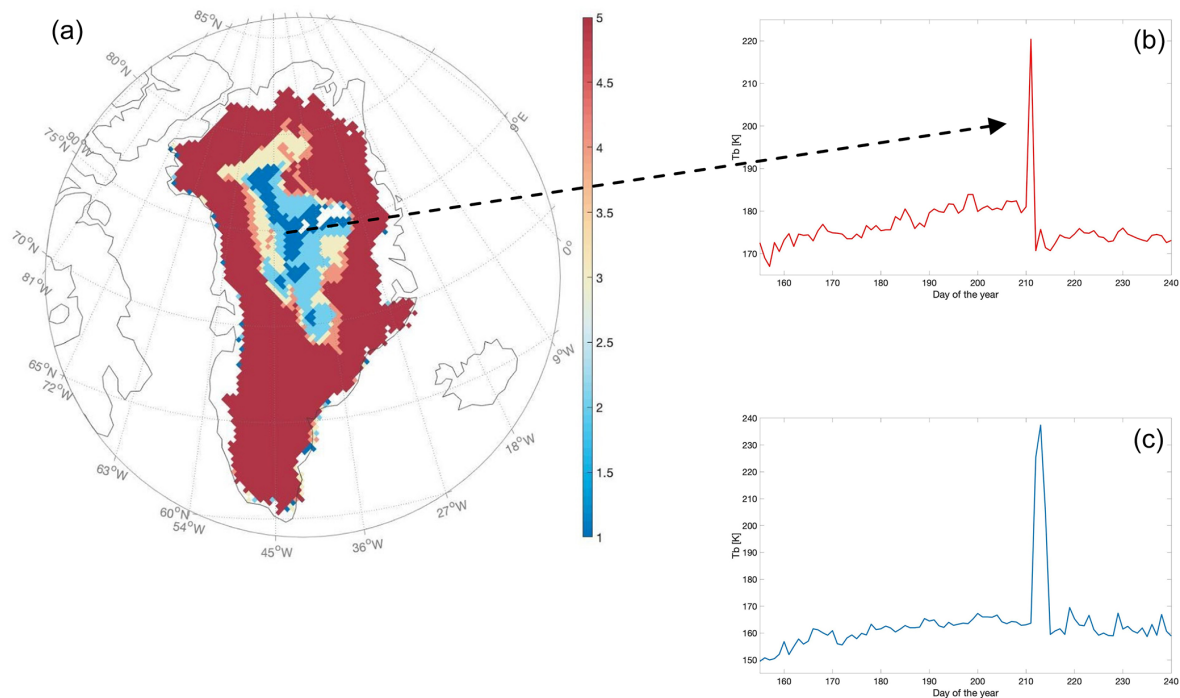 (a)
85°N
80°N
90°W
75°N
70°N
81°W
65°N
72°W
63°W
60°N
54°W
45°W
36°W
27°W
18°W
9°W
0°
9°E
5
4.5
4
3.5
3
2.5
2
1.5
1
(b)
220
210
200
190
180
170
Tb [K]
160 170 180 190 200 210 220 230 240
Day of the year
(c)
240
230
220
210
200
190
180
170
160
150
Tb [K]
160 170 180 190 200 210 220 230 240
Day of the year